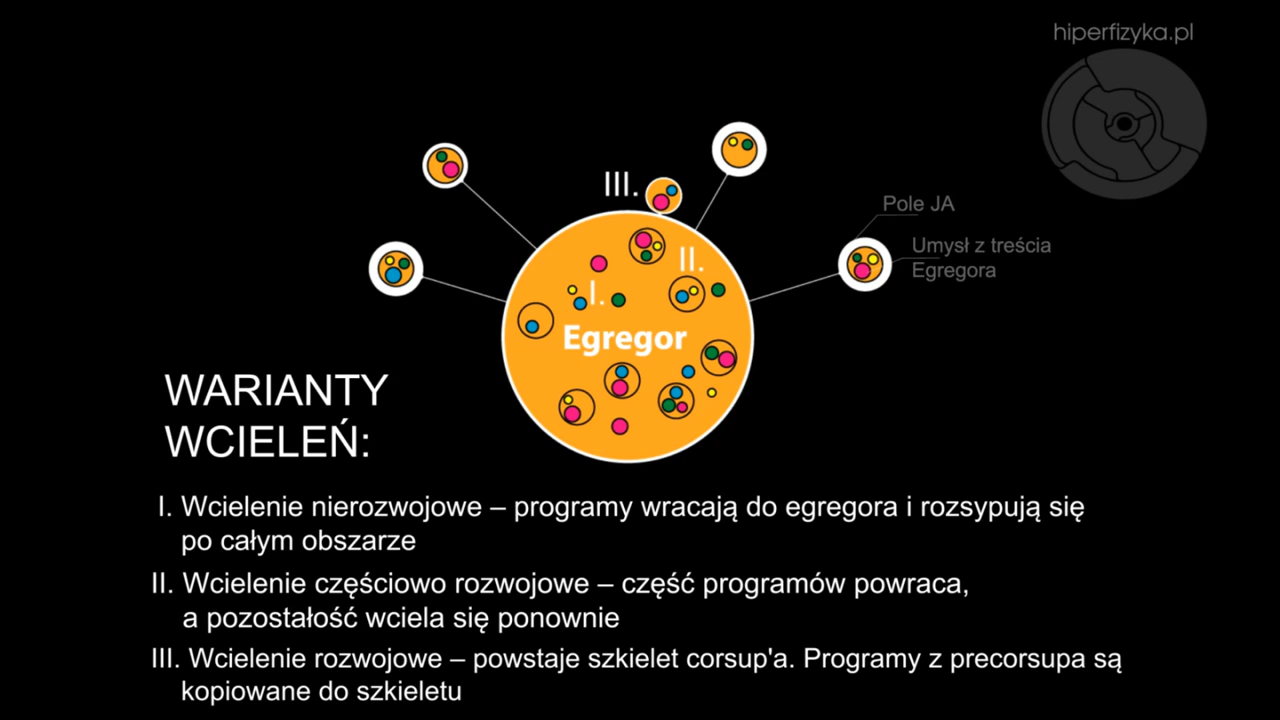 hiperfizyka.pl
III.
Pole JA
Umysł z treścia
Egregora
II.
I.
Egregor
WARIANTY
WCIELEŃ:
I. Wcielenie nierozwojowe – programy wracają do egregora i rozsypują się
po całym obszarze
II. Wcielenie częściowo rozwojowe – część programów powraca,
a pozostałość wciela się ponownie
III. Wcielenie rozwojowe – powstaje szkielet corsup'a. Programy z precorsupa są
kopiowane do szkieletu